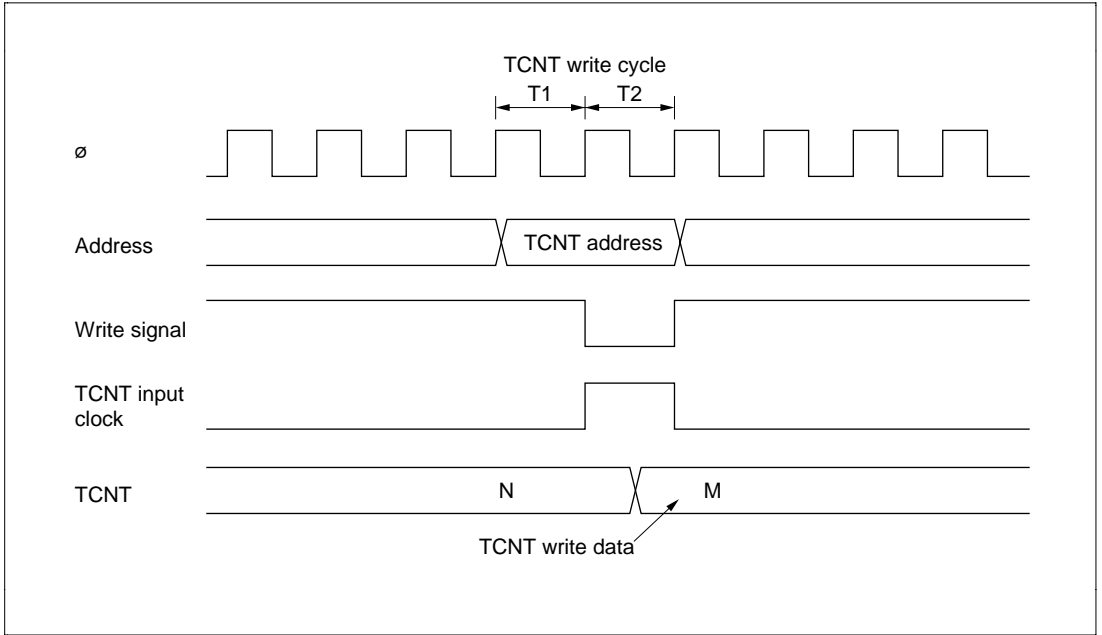 TCNT write cycle
T1 T2
ø
Address
TCNT address
Write signal
TCNT input
clock
TCNT
N
M
TCNT write data